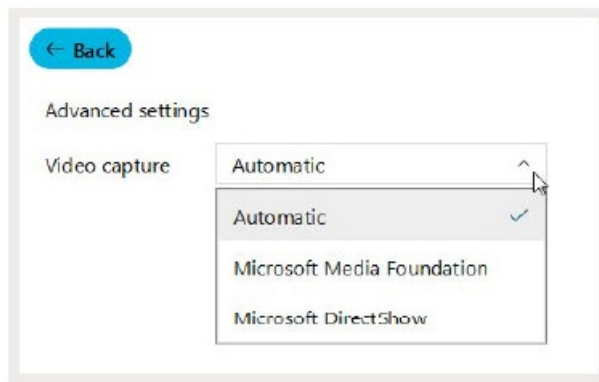 ← Back
Advanced settings
Video capture Automatic
Automatic
Microsoft Media Foundation
Microsoft DirectShow